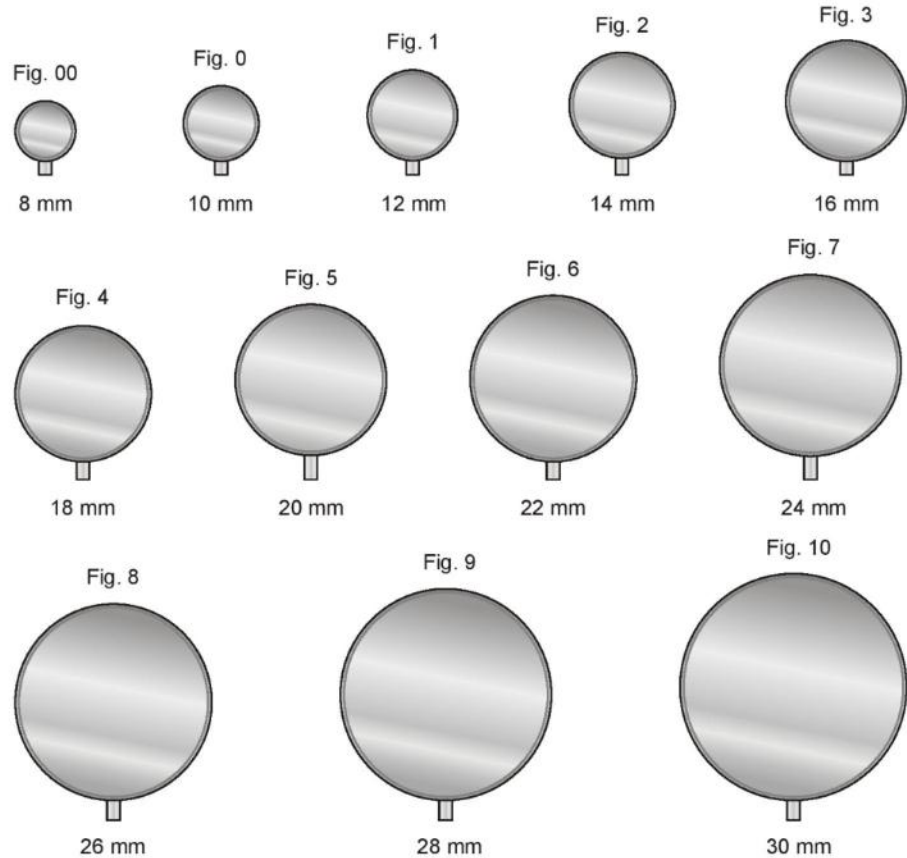 Fig. 00
Fig. 0
Fig. 1
Fig. 2
Fig. 3
8 mm
10 mm
12 mm
14 mm
16 mm
Fig. 4
Fig. 5
Fig. 6
Fig. 7
18 mm
20 mm
22 mm
24 mm
Fig. 8
Fig. 9
Fig. 10
26 mm
28 mm
30 mm